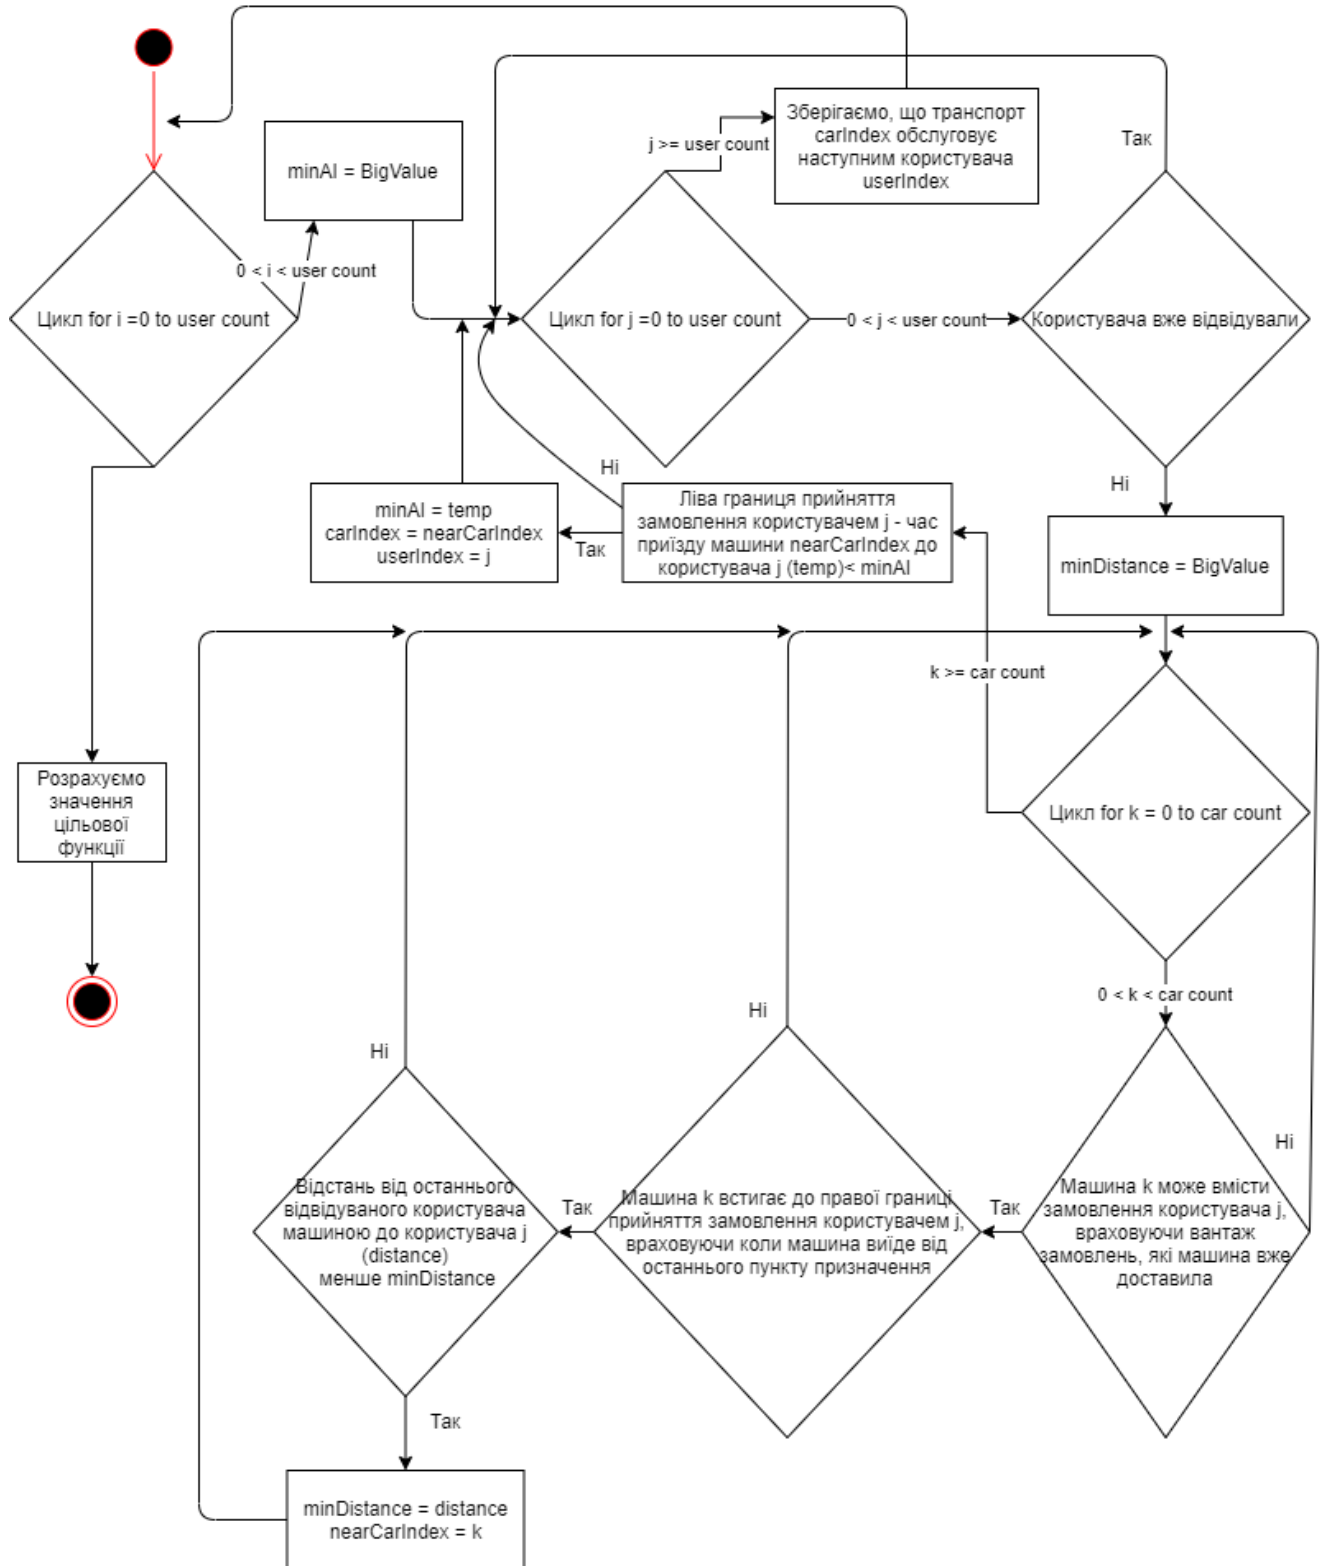 Зберігаємо, що транспорт
carIndex обслуговує
наступним користувача
userIndex
Так
j >= user count
minAl = BigValue
0 < i < user count
Цикл for i =0 to user count
Цикл for j =0 to user count
0 < j < user count
Користувача вже відвідували
Ні
Ні
minAl = temp
carIndex = nearCarIndex
userIndex = j
Так
Ліва границя прийняття
замовлення користувачем j - час
приїзду машини nearCarIndex до
користувача j (temp)< minAl
minDistance = BigValue
k >= car count
Розрахуємо
значення
цільової
функції
Цикл for k = 0 to car count
0 < k < car count
Ні
Ні
Ні
Відстань від останнього
відвідуваного користувача
машиною до користувача j
(distance)
менше minDistance
Так
Машина k встигає до правої границі
прийняття замовлення користувачем j,
враховуючи коли машина виїде від
останнього пункту призначення
Так
Машина k може вмісти
замовлення користувача j,
враховуючи вантаж
замовлень, які машина вже
доставила
Так
minDistance = distance
nearCarIndex = k